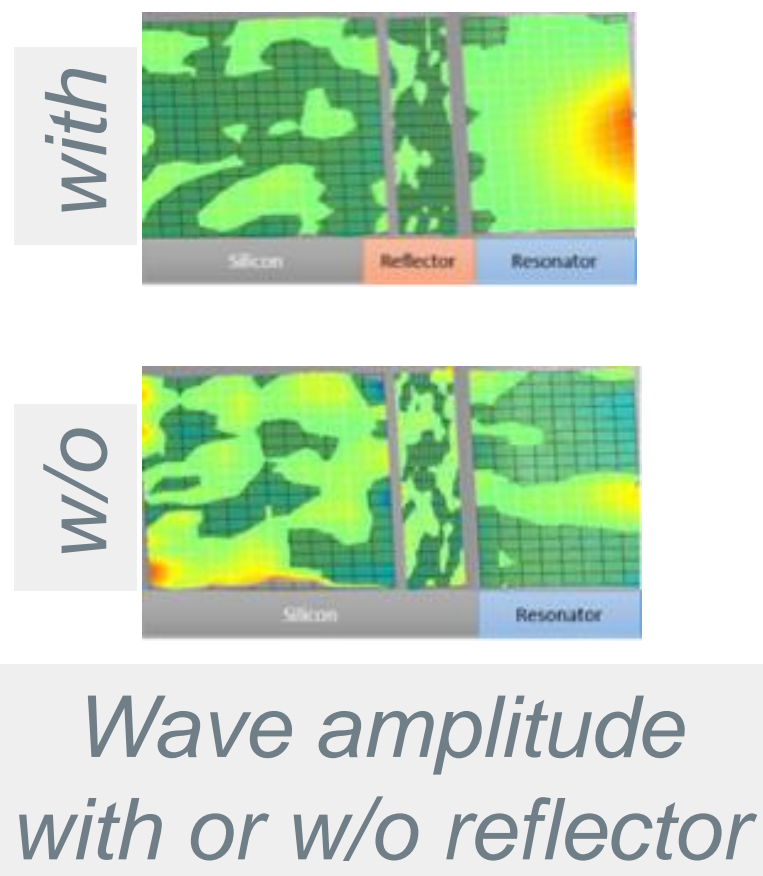 with
Silicon Reflector Resonator
w/o
Silicon Resonator
Wave amplitude
with or w/o reflector